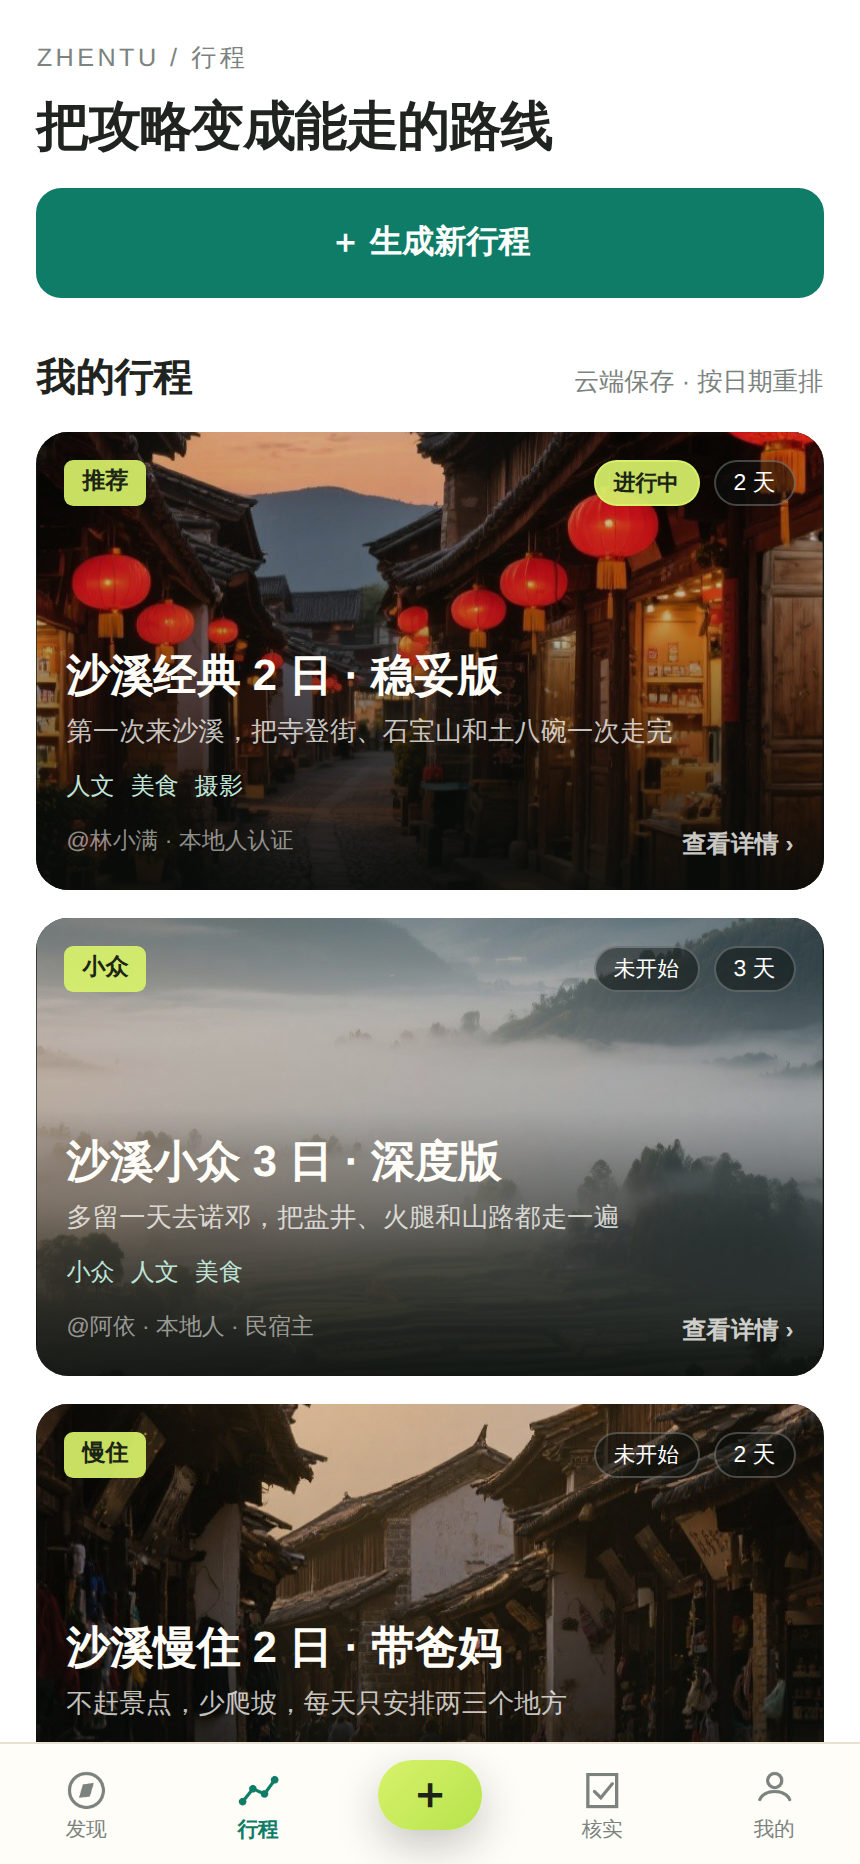 ZHENTU / 行程
把攻略变成能走的路线
+ 生成新行程
我的行程
云端保存 · 按日期重排
推荐
进行中
2 天
沙溪经典 2 日 · 稳妥版
第一次来沙溪，把寺登街、石宝山和土八碗一次走完
人文 美食 摄影
@林小满 · 本地人认证
查看详情 ›
小众
未开始
3 天
沙溪小众 3 日 · 深度版
多留一天去诺邓，把盐井、火腿和山路都走一遍
小众 人文 美食
@阿依 · 本地人 · 民宿主
查看详情 ›
慢住
未开始
2 天
沙溪慢住 2 日 · 带爸妈
不赶景点，少爬坡，每天只安排两三个地方
发现
行程
+
核实
我的